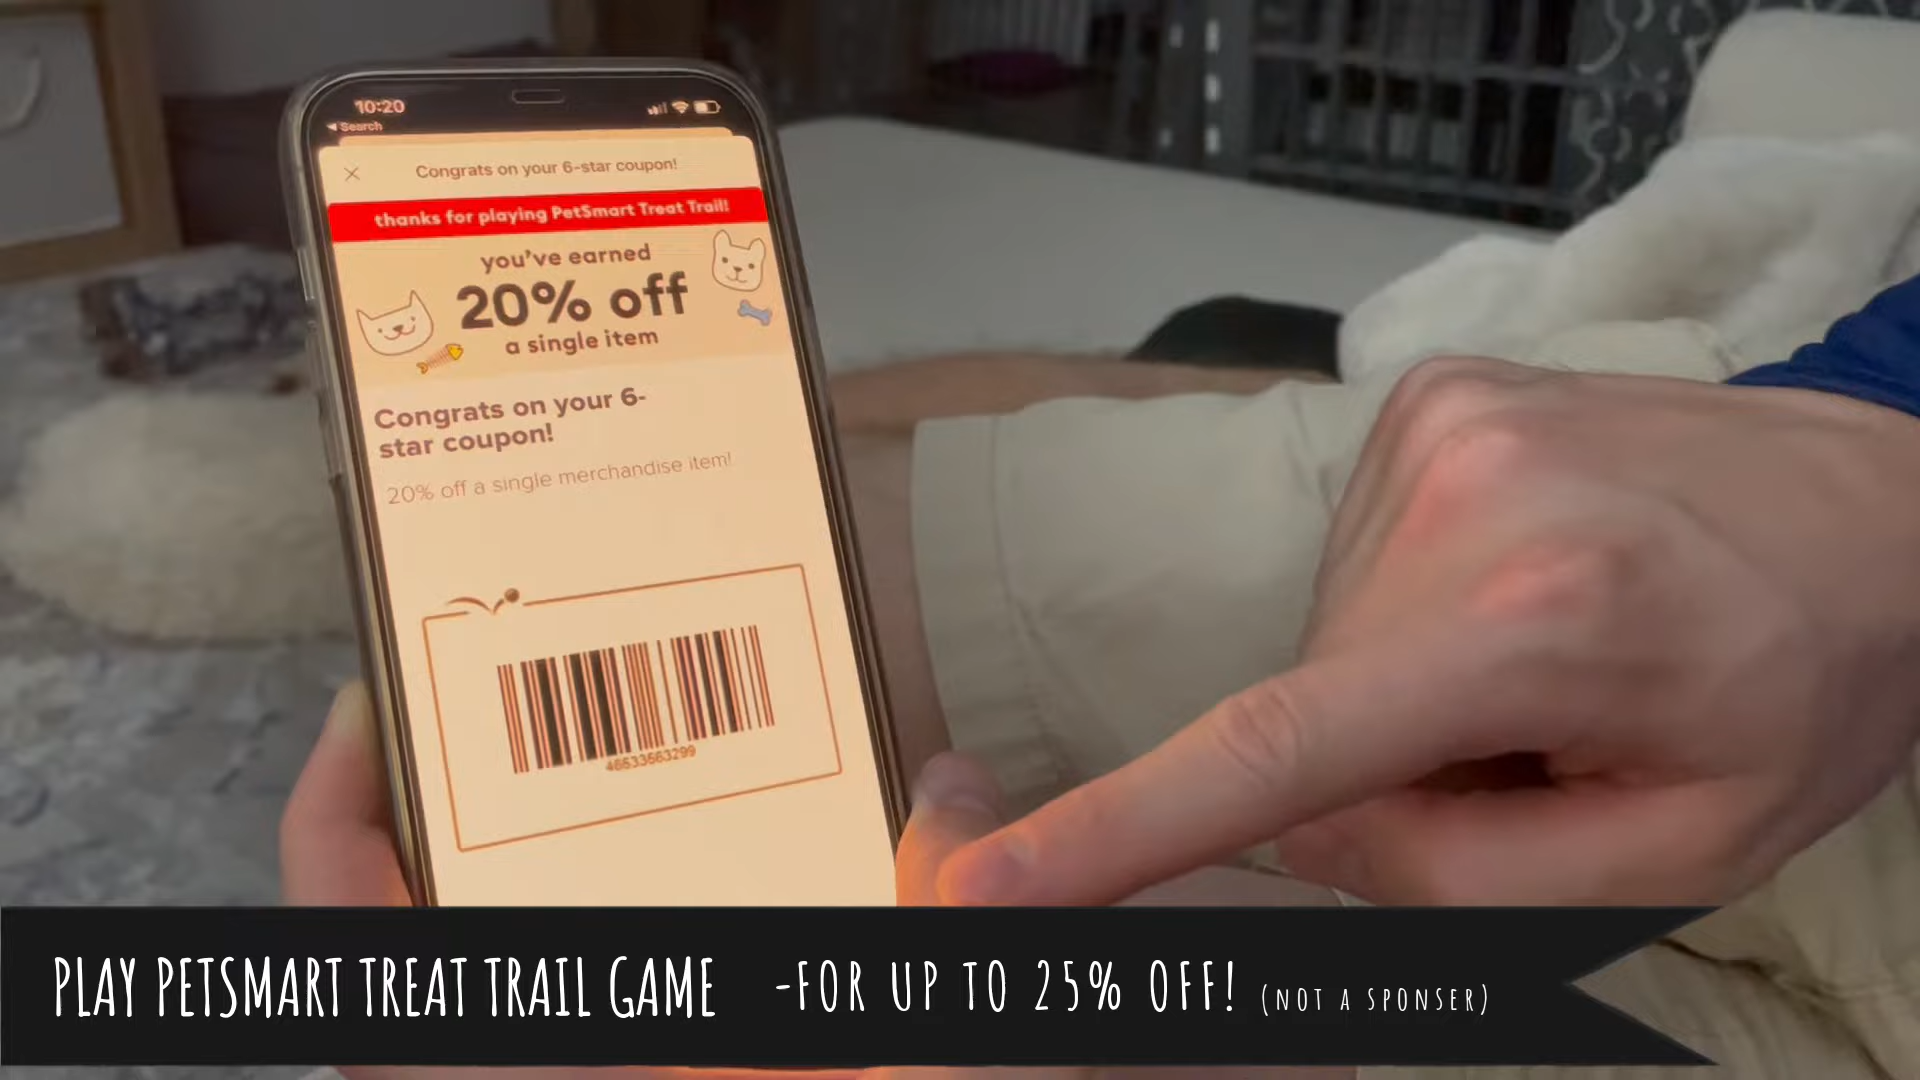 10:20
Search
Congrats on your 6-star coupon!
thanks for playing PetSmart Treat Trail!
you've earned
20% off
a single item
Congrats on your 6-
star coupon!
20% off a single merchandise item!
46633663299
PLAY PETSMART TREAT TRAIL GAME -FOR UP TO 25% OFF! (NOT A SPONSER)